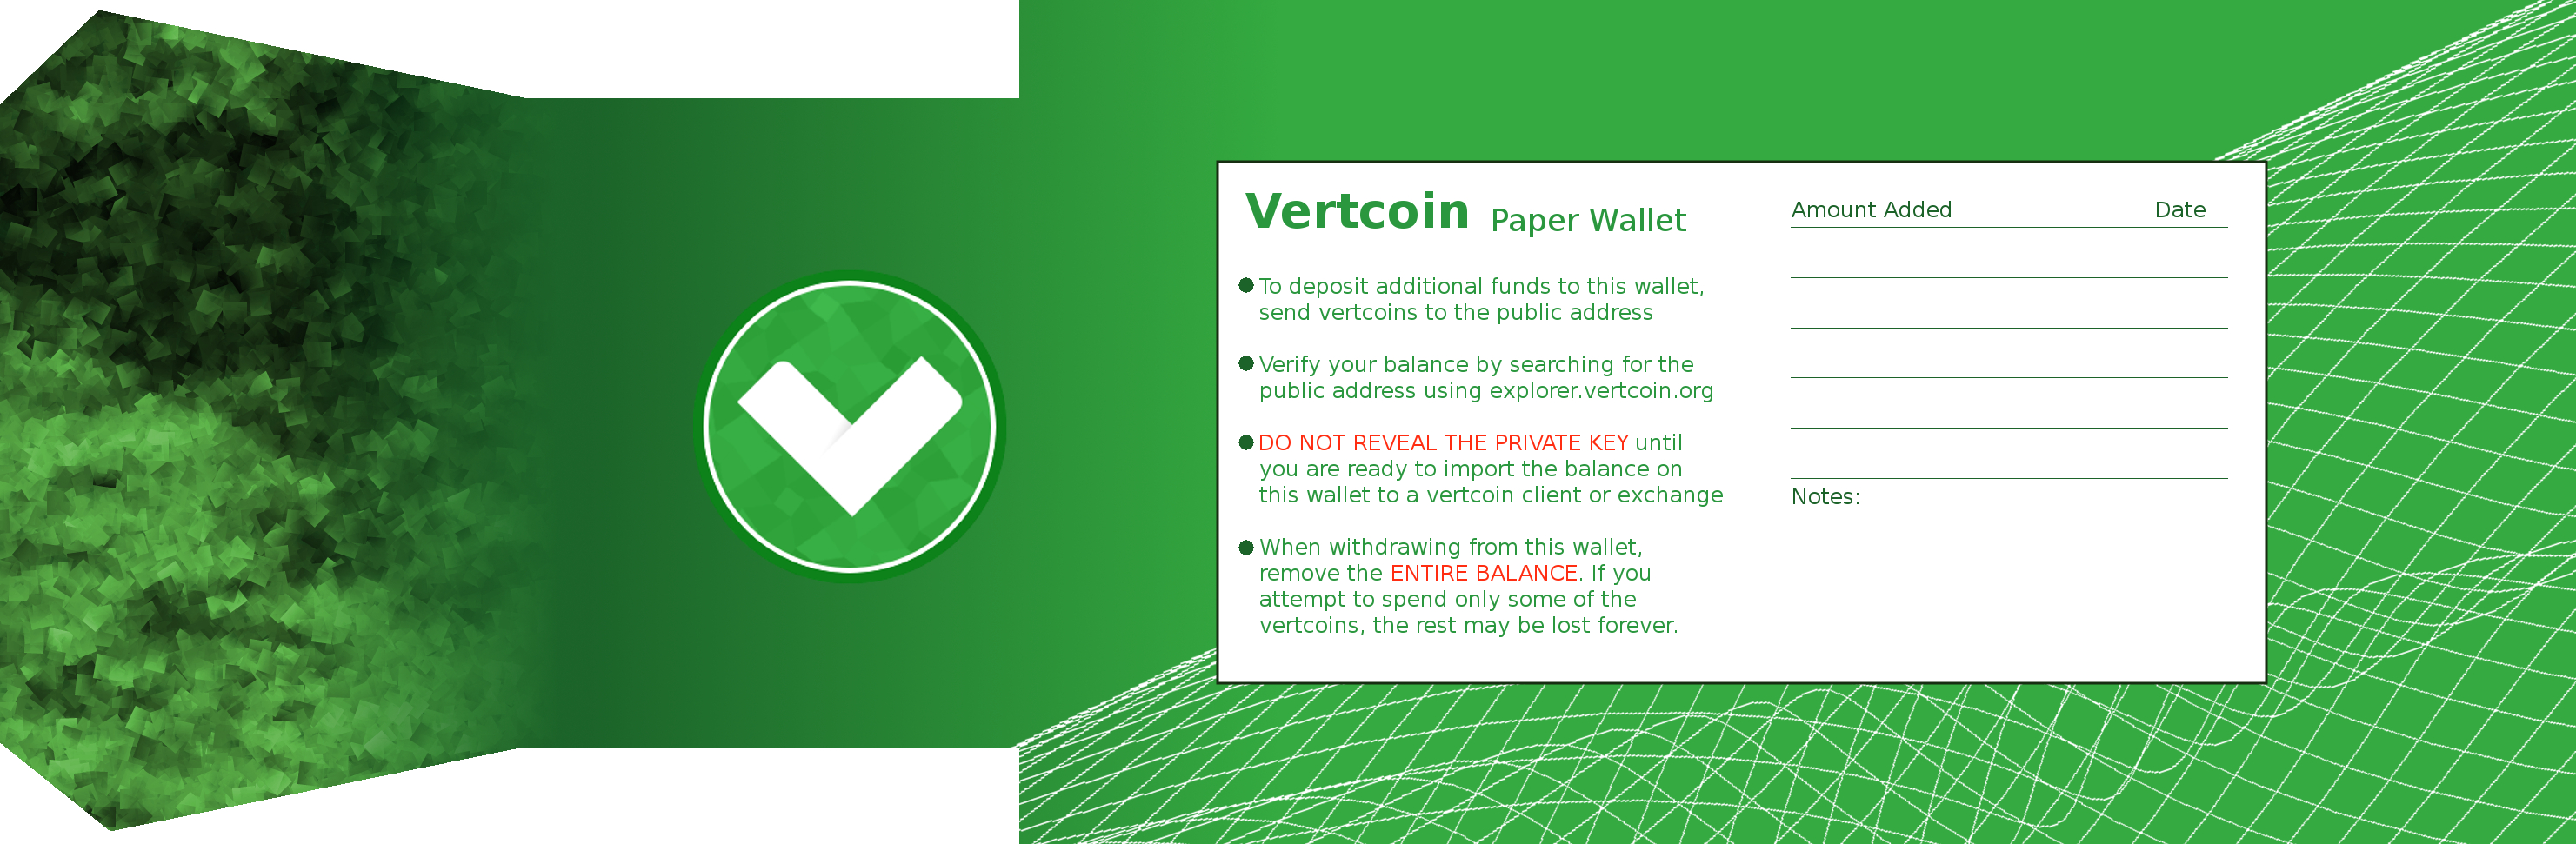 Vertcoin Paper Wallet
To deposit additional funds to this wallet,
send vertcoins to the public address
Verify your balance by searching for the
public address using explorer.vertcoin.org
DO NOT REVEAL THE PRIVATE KEY until
you are ready to import the balance on
this wallet to a vertcoin client or exchange
When withdrawing from this wallet,
remove the ENTIRE BALANCE. If you
attempt to spend only some of the
vertcoins, the rest may be lost forever.
Amount Added Date
Notes: